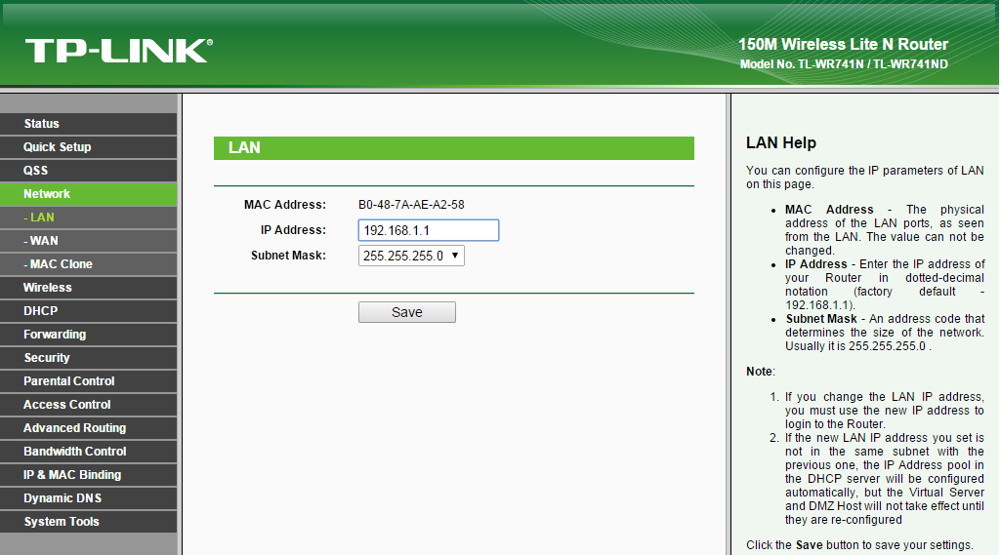 TP-LINK®
150M Wireless Lite N Router
Model No. TL-WR741N / TL-WR741ND
Status
Quick Setup
QSS
Network
- LAN
- WAN
- MAC Clone
Wireless
DHCP
Forwarding
Security
Parental Control
Access Control
Advanced Routing
Bandwidth Control
IP & MAC Binding
Dynamic DNS
System Tools
LAN
MAC Address: B0-48-7A-AE-A2-58
IP Address: 192.168.1.1
Subnet Mask: 255.255.255.0
Save
LAN Help
You can configure the IP parameters of LAN
on this page.
• MAC Address - The physical
address of the LAN ports, as seen
from the LAN. The value can not be
changed.
• IP Address - Enter the IP address of
your Router in dotted-decimal
notation (factory default -
192.168.1.1).
• Subnet Mask - An address code that
determines the size of the network.
Usually it is 255.255.255.0 .
Note:
1. If you change the LAN IP address,
you must use the new IP address to
login to the Router.
2. If the new LAN IP address you set is
not in the same subnet with the
previous one, the IP Address pool in
the DHCP server will be configured
automatically, but the Virtual Server
and DMZ Host will not take effect until
they are re-configured
Click the Save button to save your settings.